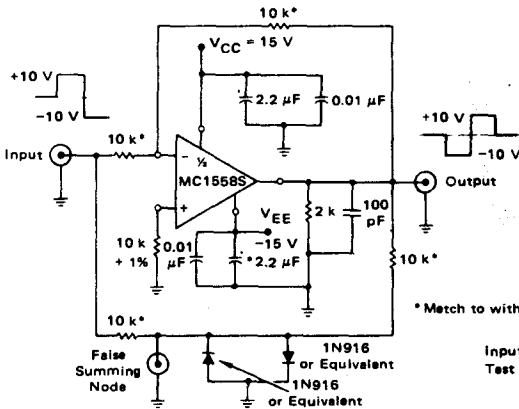 10 k*
VCC = 15 V
+10 V
-10 V
2.2 µF
0.01 µF
10 k*
Input
-
½
MC1558S
+
+10 V
-10 V
Output
VEE
-15 V
2 k
100
pF
10 k
+ 1%
0.01
µF
*2.2 µF
10 k*
* Match to with
10 k*
False
Summing
Node
1N916
or Equivalent
1N916
or Equivalent
Input
Test